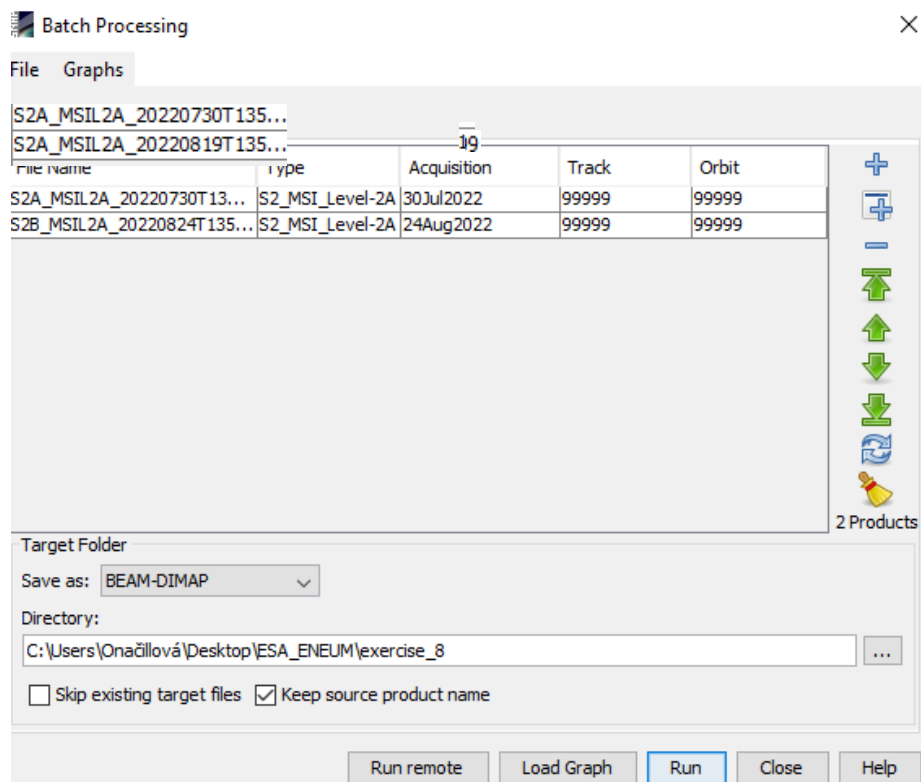 Batch Processing
File Graphs
S2A_MSIL2A_20220730T135...
S2A_MSIL2A_20220819T135...
19
File Name Type Acquisition Track Orbit
S2A_MSIL2A_20220730T13... S2_MSI_Level-2A 30Jul2022 99999 99999
S2B_MSIL2A_20220824T135... S2_MSI_Level-2A 24Aug2022 99999 99999
2 Products
Target Folder
Save as: BEAM-DIMAP
Directory:
C:\Users\Onačillová\Desktop\ESA_ENEUM\exercise_8
...
Skip existing target files Keep source product name
Run remote Load Graph Run Close Help